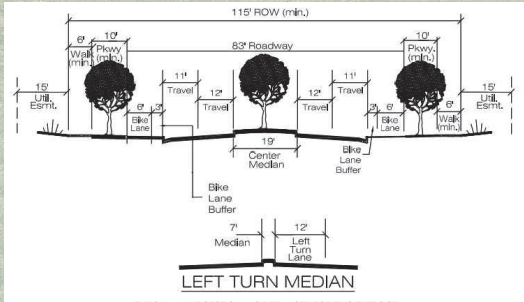 115' ROW (min.)
6'
10'
83' Roadway
10'
Walk
(min.)
Pkwy.
(min.)
Pkwy.
(min.)
15'
Util.
Esmt.
11'
Travel
12'
Travel
12'
Travel
11'
Travel
15'
Util.
Esmt.
6'
3'
Bike
Lane
3'
6'
Bike
Lane
6'
Walk
(min.)
19'
Center
Median
Bike
Lane
Buffer
Bike
Lane
Buffer
7'
Median
12'
Left
Turn
Lane
LEFT TURN MEDIAN